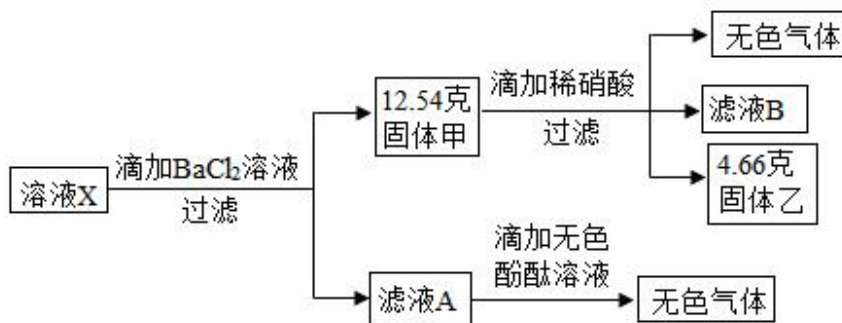 无色气体
12.54克
固体甲
滴加稀硝酸
过滤
滤液B
4.66克
固体乙
溶液X
滴加BaCl₂溶液
过滤
滤液A
滴加无色
酚酞溶液
无色气体